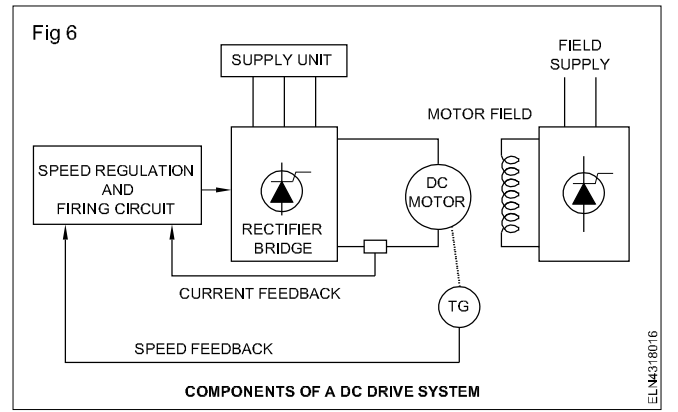 Fig 6
SUPPLY UNIT
FIELD
SUPPLY
MOTOR FIELD
SPEED REGULATION
AND
FIRING CIRCUIT
DC
MOTOR
RECTIFIER
BRIDGE
CURRENT FEEDBACK
TG
SPEED FEEDBACK
COMPONENTS OF A DC DRIVE SYSTEM
ELN4318016